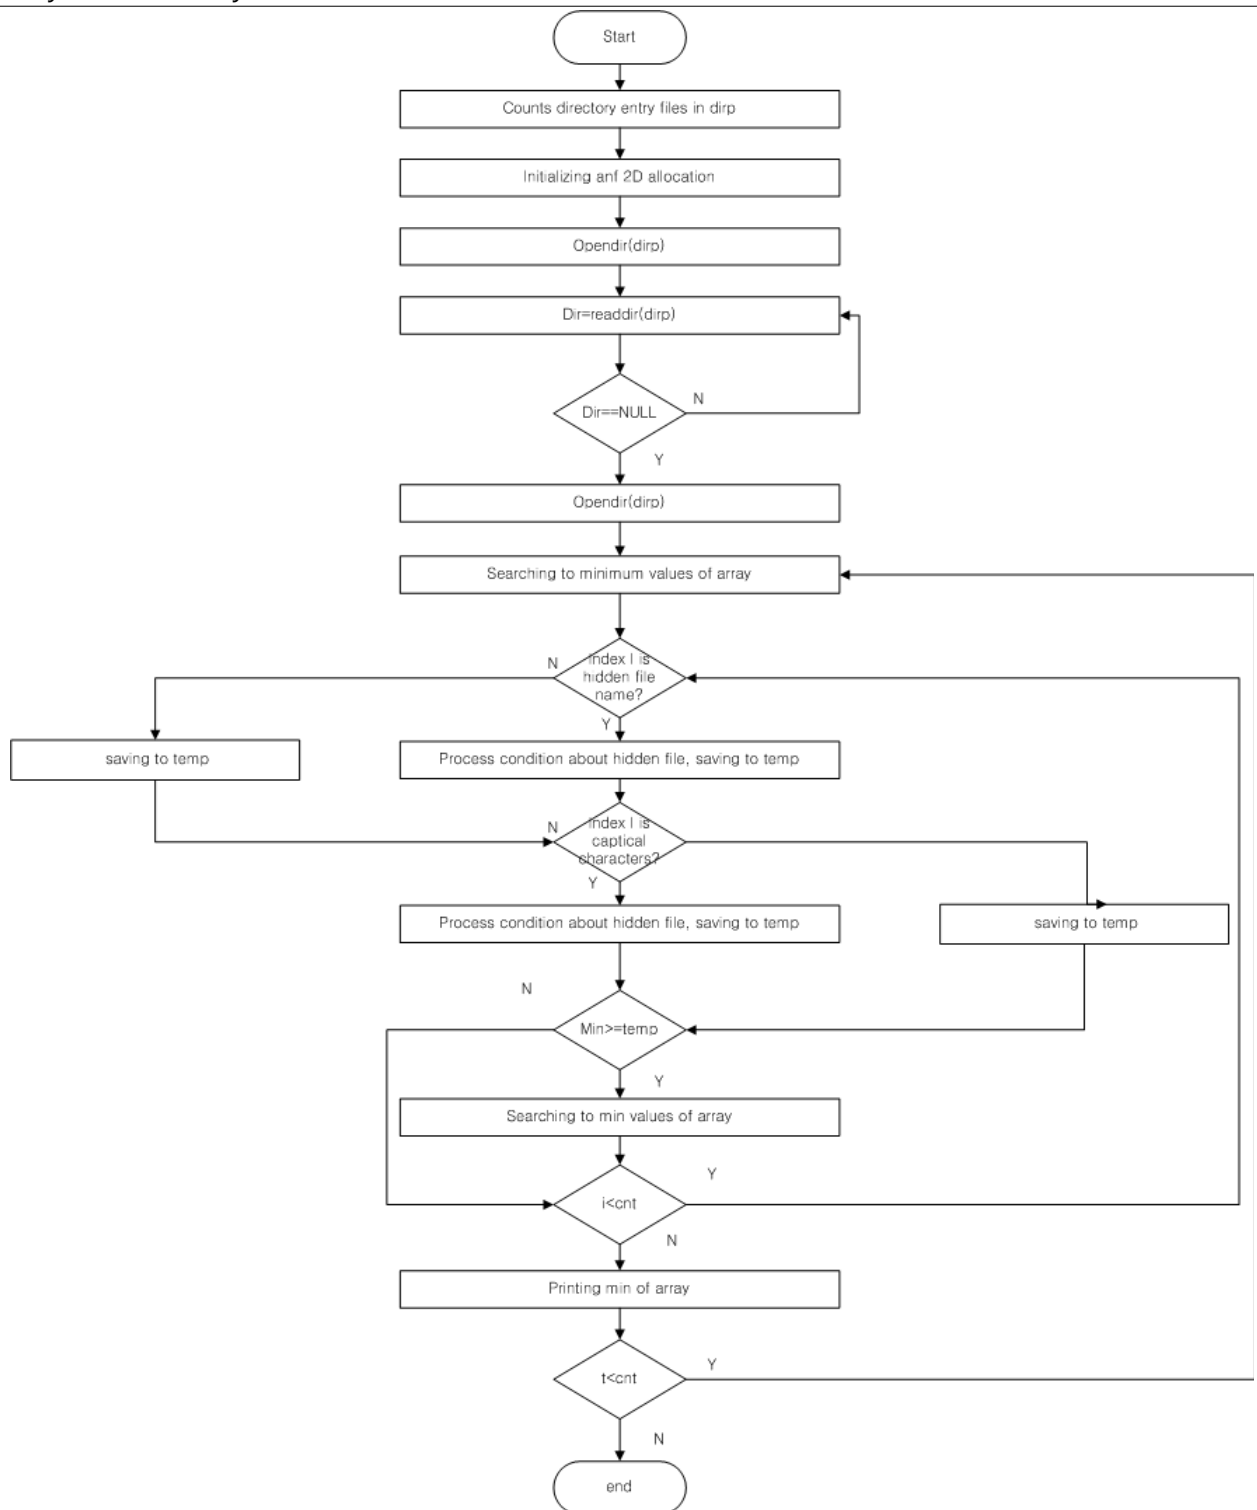 Start
Counts directory entry files in dirp
Initializing anf 2D allocation
Opendir(dirp)
Dir=readdir(dirp)
Dir==NULL
N
Y
Opendir(dirp)
Searching to minimum values of array
N
Index I is
hidden file
name?
Y
saving to temp
Process condition about hidden file, saving to temp
N
Index I is
captical
characters?
Y
Process condition about hidden file, saving to temp
saving to temp
N
Min>=temp
Y
Searching to min values of array
Y
i<cnt
N
Printing min of array
Y
t<cnt
N
end